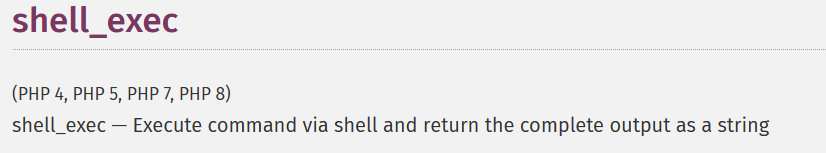 shell_exec
(PHP 4, PHP 5, PHP 7, PHP 8)
shell_exec — Execute command via shell and return the complete output as a string